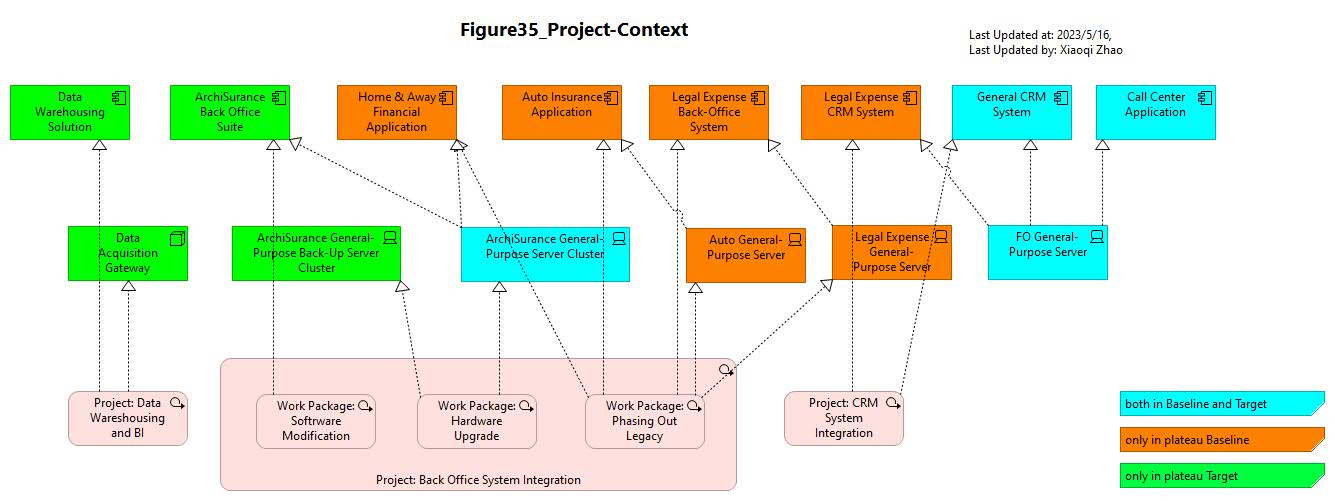 Figure35_Project-Context
Last Updated at: 2023/5/16,
Last Updated by: Xiaoqi Zhao
Data
Warehousing
Solution
ArchiSurance
Back Office
Suite
Home & Away
Financial
Application
Auto Insurance
Application
Legal Expense
Back-Office
System
Legal Expense
CRM System
General CRM
System
Call Center
Application
Data
Acquisition
Gateway
ArchiSurance General-
Purpose Back-Up Server
Cluster
ArchiSurance General-
Purpose Server Cluster
Auto General-
Purpose Server
Legal Expense
General-
Purpose Server
FO General-
Purpose Server
Project: Data
Wareshousing
and BI
Work Package:
Softrware
Modification
Work Package:
Hardware
Upgrade
Work Package:
Phasing Out
Legacy
Project: CRM
System
Integration
Project: Back Office System Integration
both in Baseline and Target
only in plateau Baseline
only in plateau Target